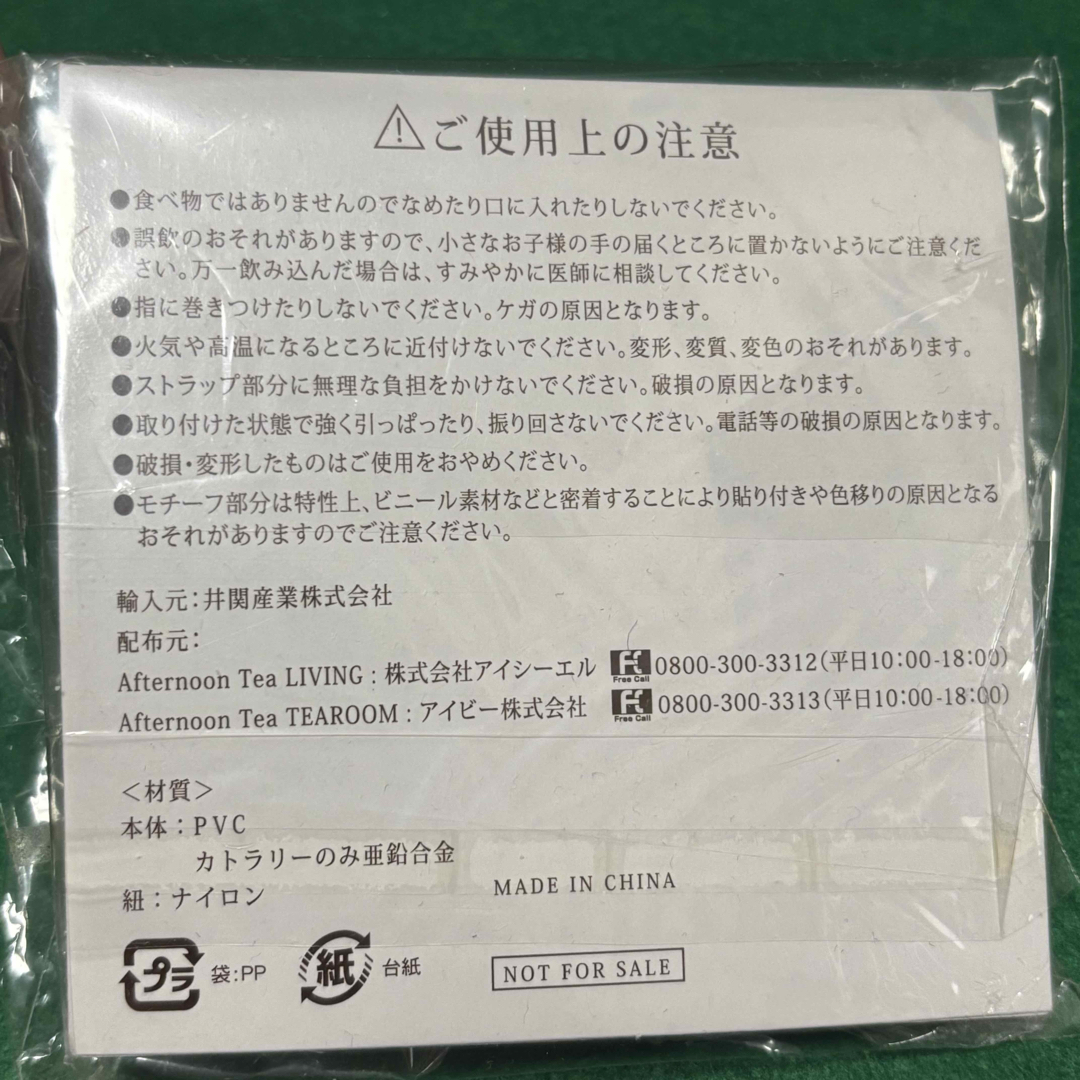 ⚠ご使用上の注意
●食べ物ではありませんのでなめたり口に入れたりしないでください。
●誤飲のおそれがありますので、小さなお子様の手の届くところに置かないようにご注意くだ
さい。万一飲み込んだ場合は、すみやかに医師に相談してください。
●指に巻きつけたりしないでください。ケガの原因となります。
●火気や高温になるところに近付けないでください。変形、変質、変色のおそれがあります。
●ストラップ部分に無理な負担をかけないでください。破損の原因となります。
●取り付けた状態で強く引っぱったり、振り回さないでください。電話等の破損の原因となります。
●破損・変形したものはご使用をおやめください。
●モチーフ部分は特性上、ビニール素材などと密着することにより貼り付きや色移りの原因となる
おそれがありますのでご注意ください。
輸入元：井関産業株式会社
配布元：
Afternoon Tea LIVING : 株式会社アイシーエル Free Call 0800-300-3312（平日10:00-18:00）
Afternoon Tea TEAROOM : アイビー株式会社 Free Call 0800-300-3313（平日10:00-18:00）
＜材質＞
本体：PVC
カトラリーのみ亜鉛合金
紐：ナイロン
MADE IN CHINA
プラ 袋:PP 紙 台紙
NOT FOR SALE